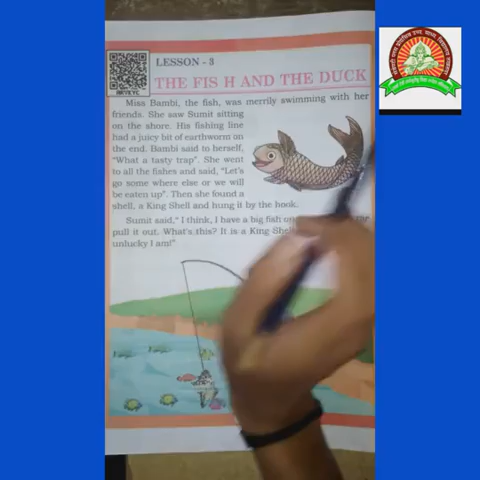 LESSON - 3
THE FIS H AND THE DUCK
Miss Bambi, the fish, was merrily swimming with her
friends. She saw Sumit sitting
on the shore. His fishing line
had a juicy bit of earthworm on
the end. Bambi said to herself,
"What a tasty trap". She went
to all the fishes and said, "Let's
go some where else or we will
be eaten up". Then she found a
shell, a King Shell and hung it by the hook.
Sumit said," I think, I have a big fish
pull it out. What's this? It is a King Shell
unlucky I am!"